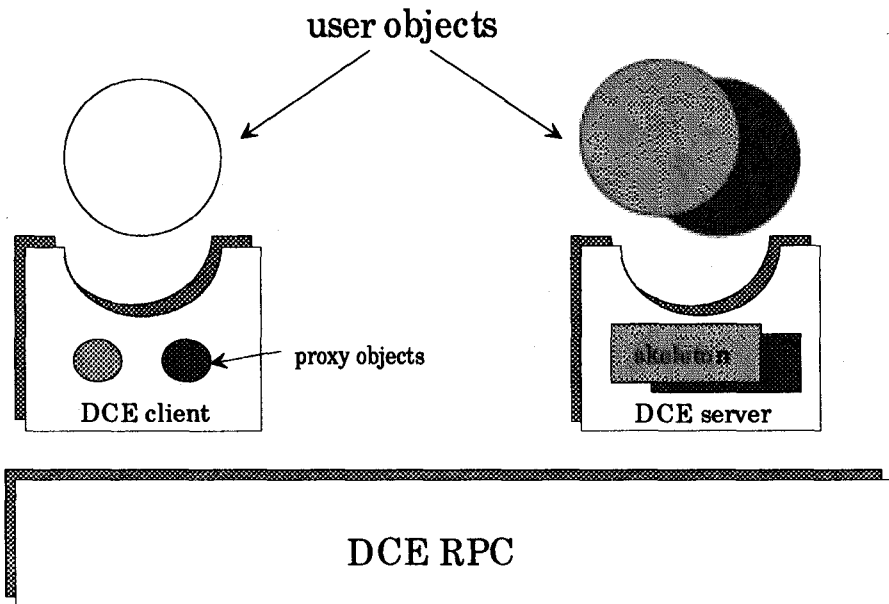 user objects
proxy objects
skeleton
DCE client
DCE server
DCE RPC